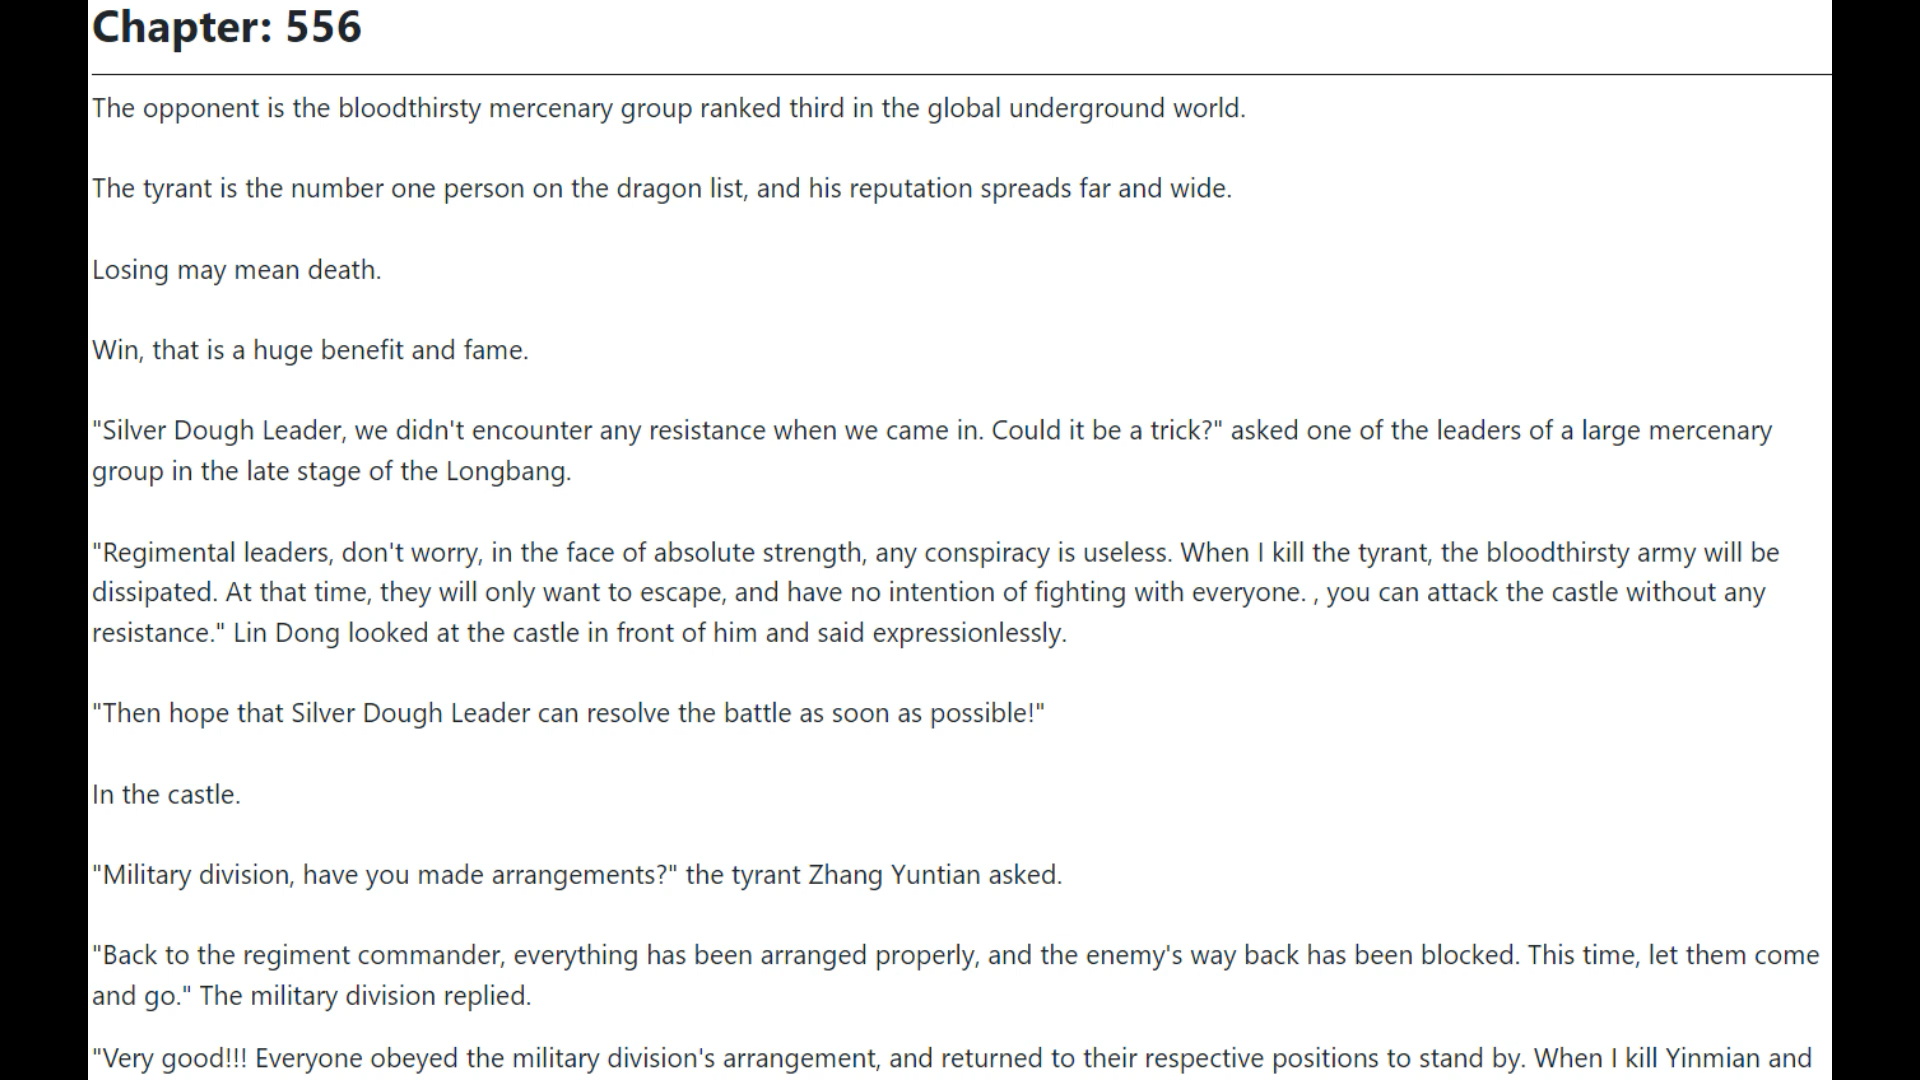 Chapter: 556
The opponent is the bloodthirsty mercenary group ranked third in the global underground world.
The tyrant is the number one person on the dragon list, and his reputation spreads far and wide.
Losing may mean death.
Win, that is a huge benefit and fame.
"Silver Dough Leader, we didn't encounter any resistance when we came in. Could it be a trick?" asked one of the leaders of a large mercenary
group in the late stage of the Longbang.
"Regimental leaders, don't worry, in the face of absolute strength, any conspiracy is useless. When I kill the tyrant, the bloodthirsty army will be
dissipated. At that time, they will only want to escape, and have no intention of fighting with everyone. , you can attack the castle without any
resistance." Lin Dong looked at the castle in front of him and said expressionlessly.
"Then hope that Silver Dough Leader can resolve the battle as soon as possible!"
In the castle.
"Military division, have you made arrangements?" the tyrant Zhang Yuntian asked.
"Back to the regiment commander, everything has been arranged properly, and the enemy's way back has been blocked. This time, let them come
and go." The military division replied.
"Very good!!! Everyone obeyed the military division's arrangement, and returned to their respective positions to stand by. When I kill Yinmian and